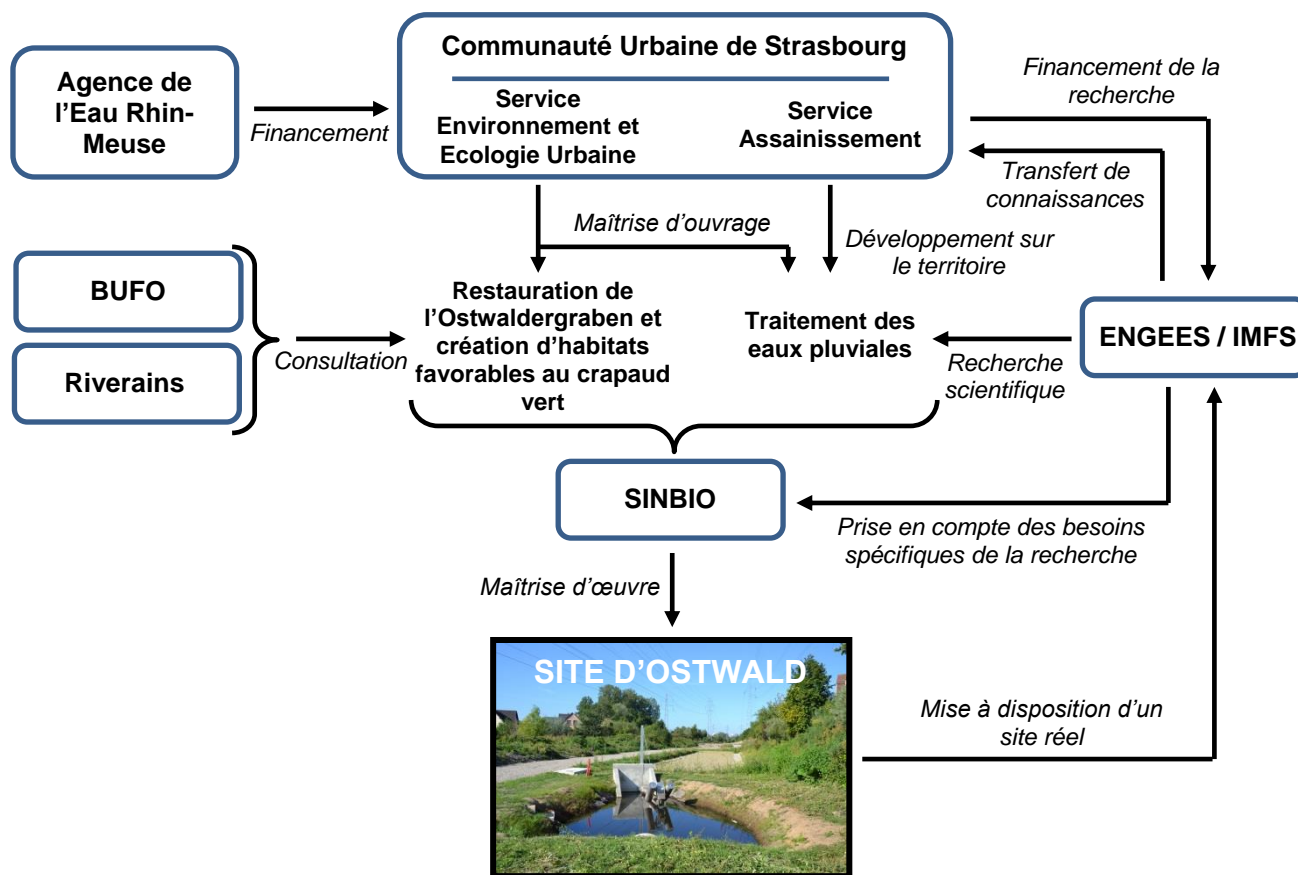 Communauté Urbaine de Strasbourg
Agence de
l'Eau Rhin-
Meuse
Financement
Service
Environnement et
Ecologie Urbaine
Service
Assainissement
Financement de la
recherche
Transfert de
connaissances
Maîtrise d'ouvrage
Développement sur
le territoire
BUFO
Riverains
Consultation
Restauration de
l'Ostwaldergraben et
création d'habitats
favorables au crapaud
vert
Traitement des
eaux pluviales
Recherche
scientifique
ENGEES / IMFS
SINBIO
Prise en compte des besoins
spécifiques de la recherche
Maîtrise d'œuvre
SITE D'OSTWALD
Mise à disposition d'un
site réel